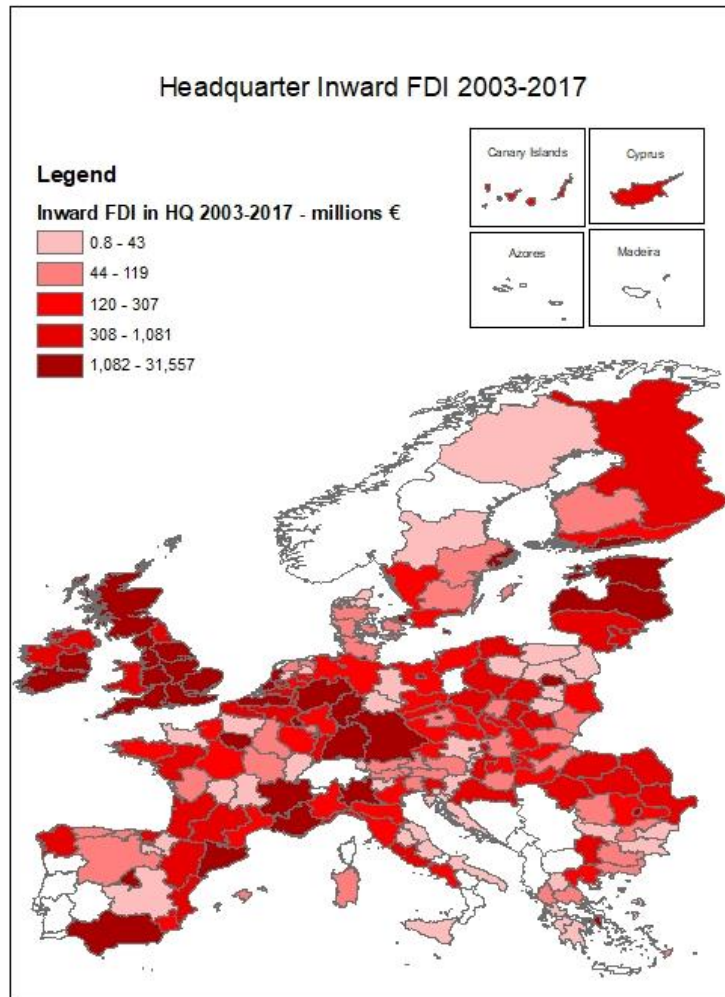 Headquarter Inward FDI 2003-2017
Canary Islands
Cyprus
Azores
Madeira
Legend
Inward FDI in HQ 2003-2017 - millions €
0.8 - 43
44 - 119
120 - 307
308 - 1,081
1,082 - 31,557